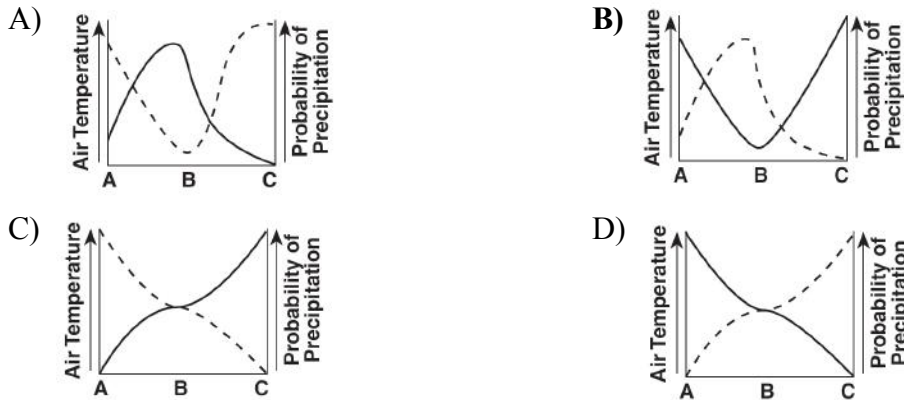 A)
Air Temperature
Probability of
Precipitation
A B C
B)
Air Temperature
Probability of
Precipitation
A B C
C)
Air Temperature
Probability of
Precipitation
A B C
D)
Air Temperature
Probability of
Precipitation
A B C